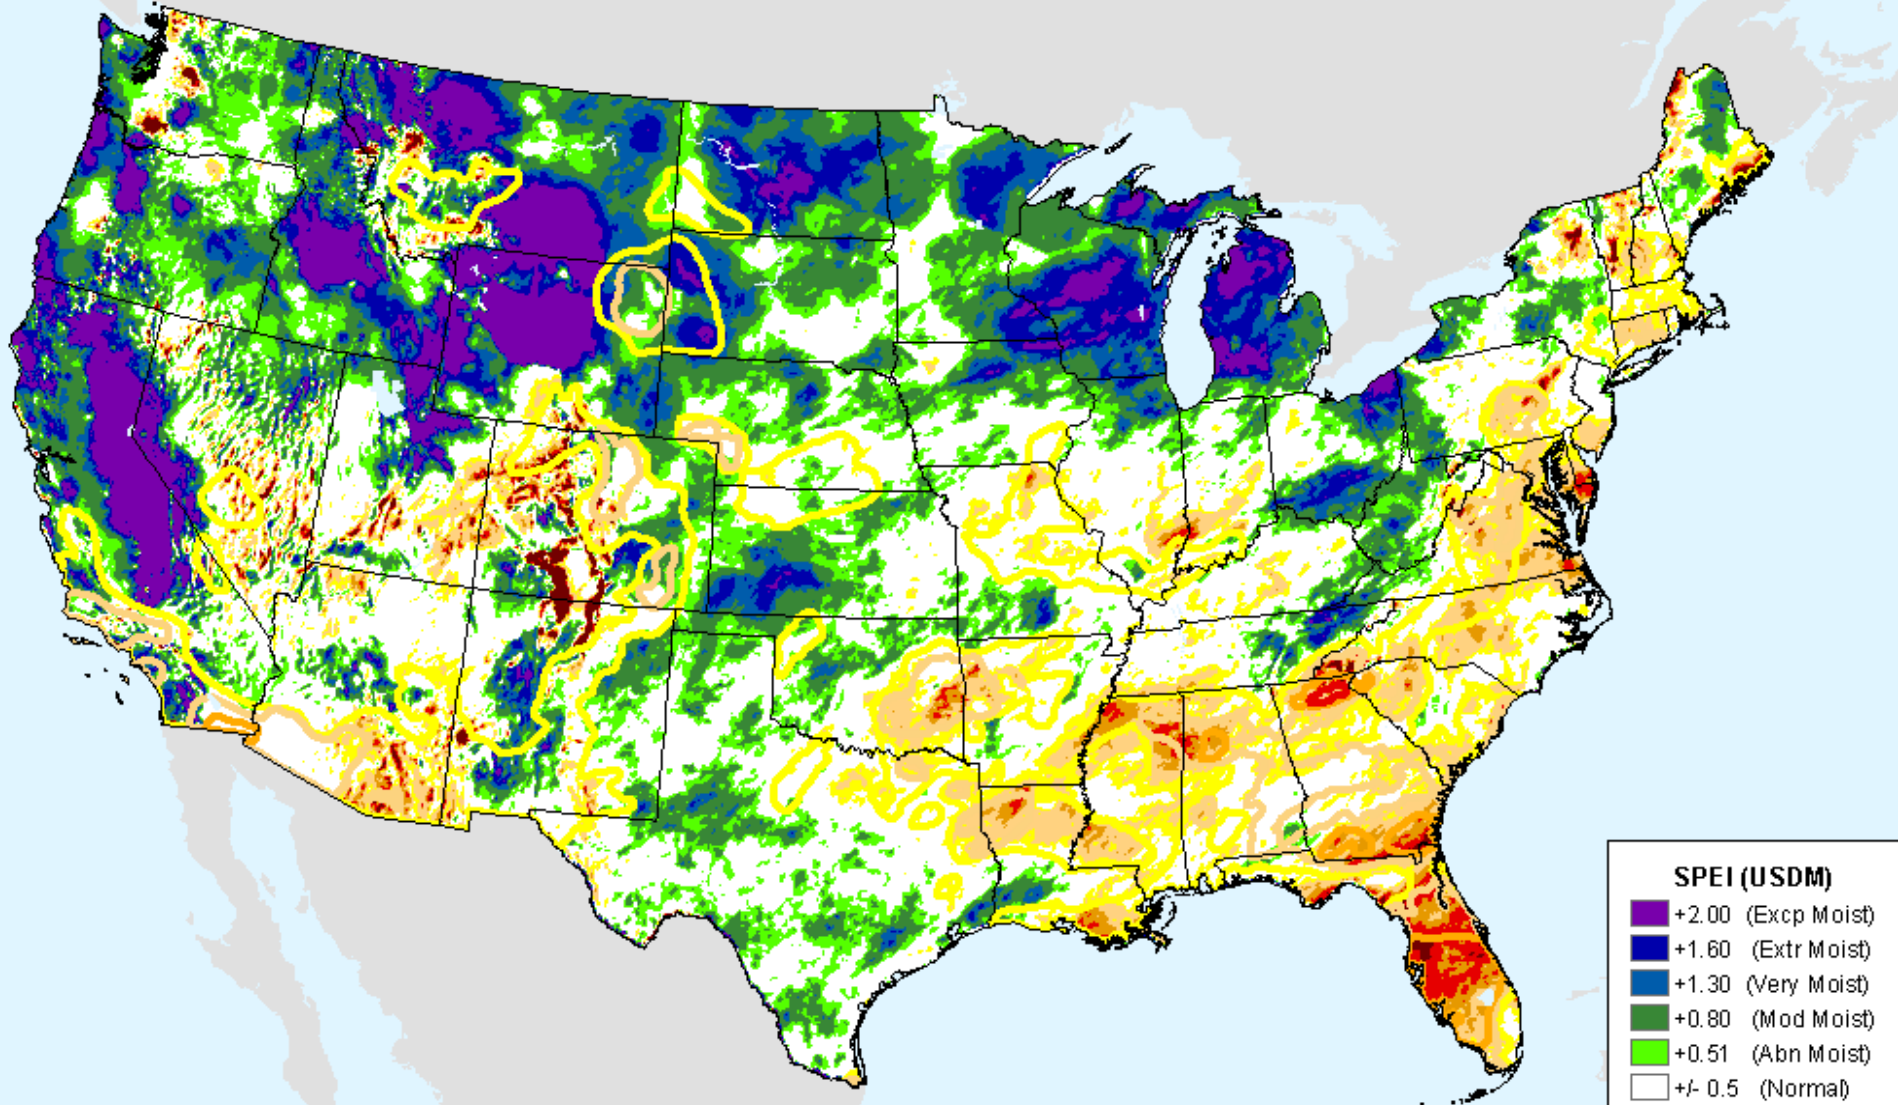 SPEI (USDM)
+2.00 (Excp Moist)
+1.60 (Extr Moist)
+1.30 (Very Moist)
+0.80 (Mod Moist)
+0.51 (Abn Moist)
+/- 0.5 (Normal)